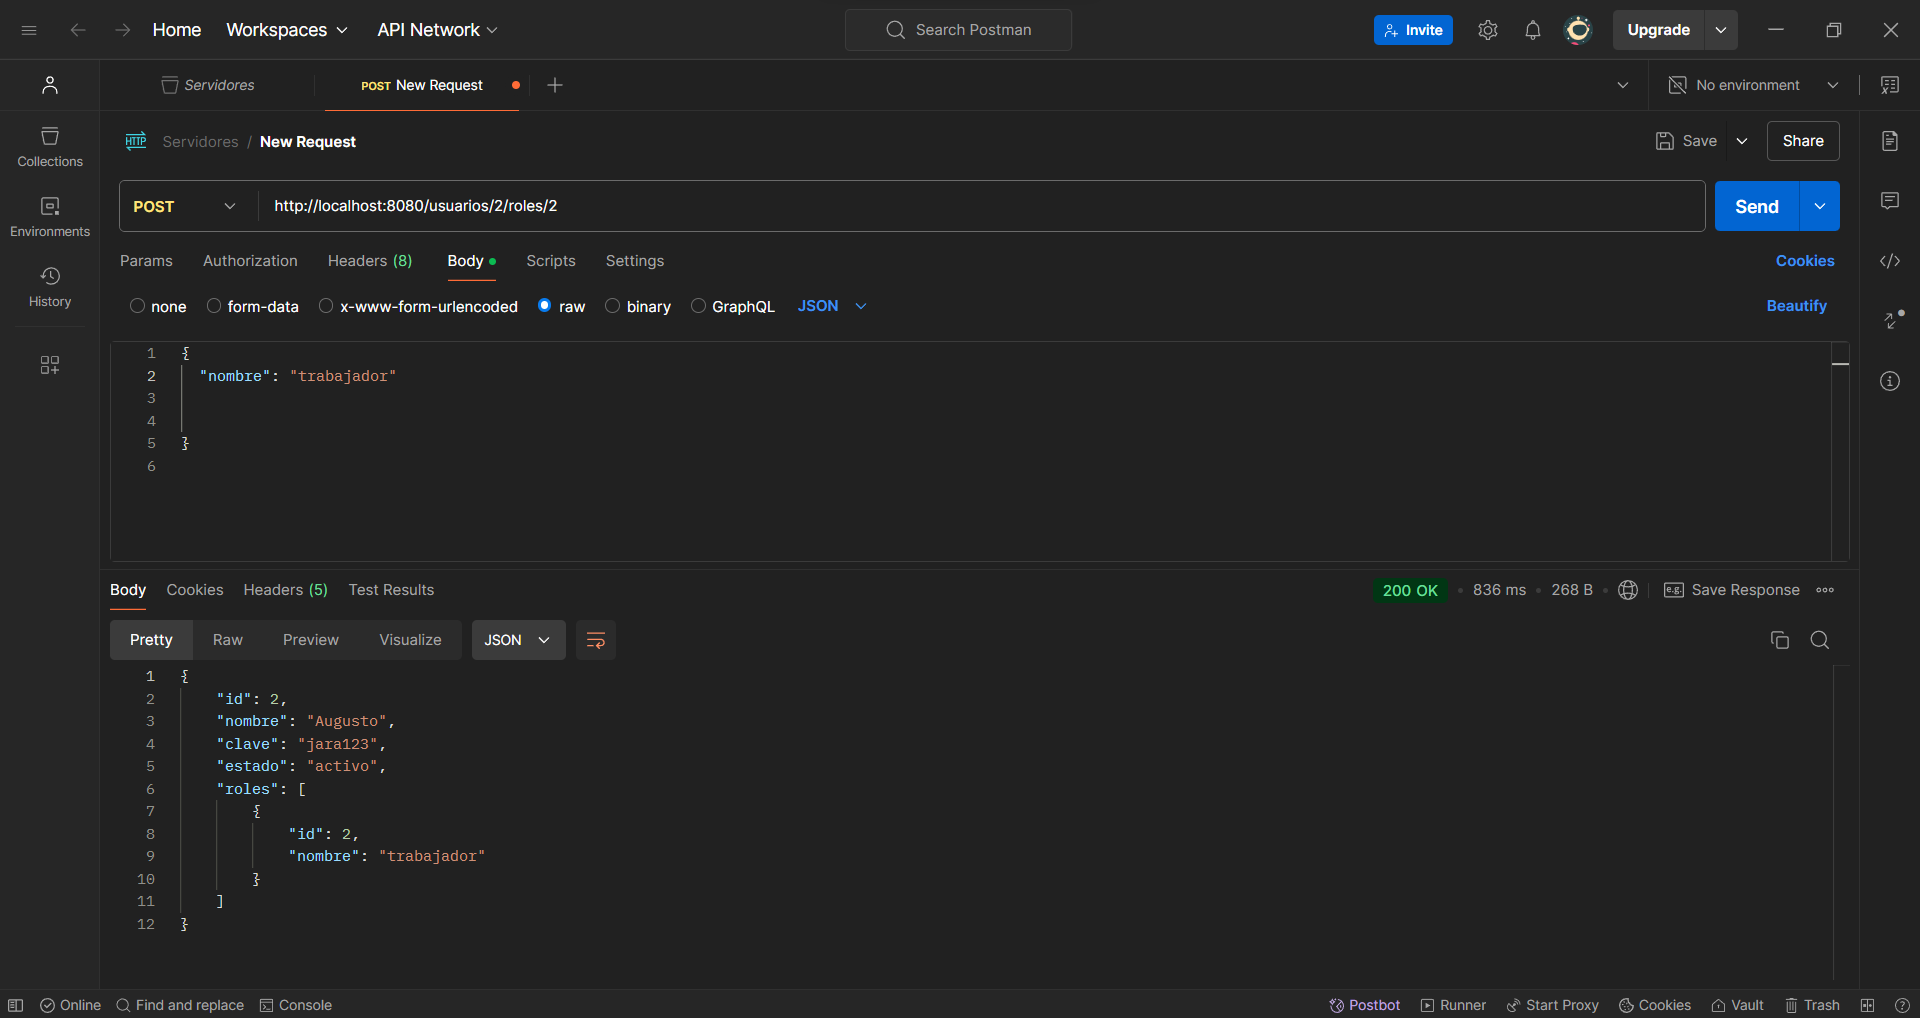 Home Workspaces API Network Search Postman Invite Upgrade
Servidores POST New Request No environment
HTTP Servidores / New Request Save Share
Collections
Environments
History
POST http://localhost:8080/usuarios/2/roles/2 Send
Params Authorization Headers (8) Body Scripts Settings Cookies
none form-data x-www-form-urlencoded raw binary GraphQL JSON Beautify
1 {
2 "nombre": "trabajador"
3
4
5 }
6
Body Cookies Headers (5) Test Results 200 OK 836 ms 268 B e.g. Save Response
Pretty Raw Preview Visualize JSON
1 {
2 "id": 2,
3 "nombre": "Augusto",
4 "clave": "jara123",
5 "estado": "activo",
6 "roles": [
7 {
8 "id": 2,
9 "nombre": "trabajador"
10 }
11 ]
12 }
Online Find and replace Console Postbot Runner Start Proxy Cookies Vault Trash